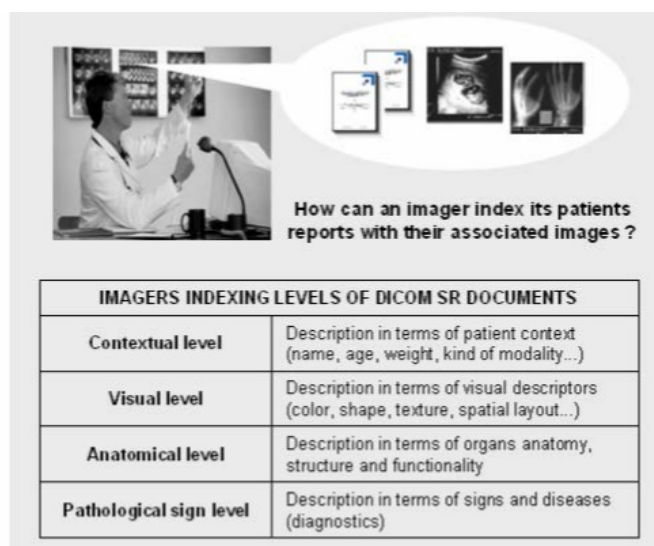 How can an imager index its patients
reports with their associated images ?
IMAGERS INDEXING LEVELS OF DICOM SR DOCUMENTS
Contextual level
Description in terms of patient context
(name, age, weight, kind of modality...)
Visual level
Description in terms of visual descriptors
(color, shape, texture, spatial layout...)
Anatomical level
Description in terms of organs anatomy,
structure and functionality
Pathological sign level
Description in terms of signs and diseases
(diagnostics)